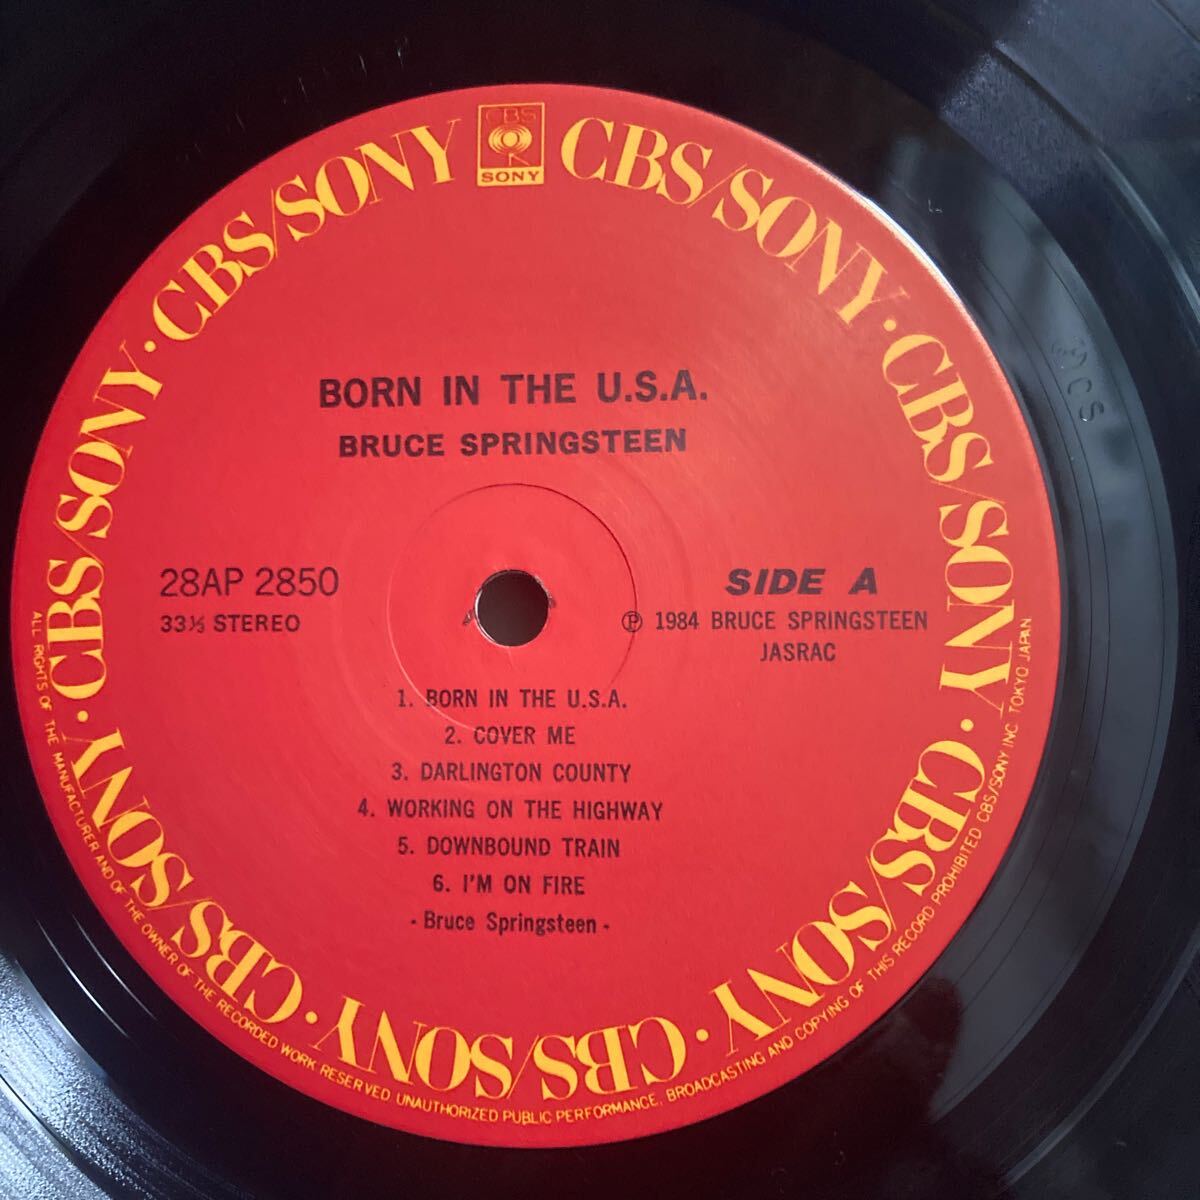 CBS
SONY
CBS/SONY · CBS/SONY · CBS/SONY · CBS/SONY · CBS/SONY · CBS/SONY · CBS/SONY · CBS/SONY
BORN IN THE U.S.A.
BRUCE SPRINGSTEEN
28AP 2850
33⅓ STEREO
SIDE A
Ⓟ 1984 BRUCE SPRINGSTEEN
JASRAC
1. BORN IN THE U.S.A.
2. COVER ME
3. DARLINGTON COUNTY
4. WORKING ON THE HIGHWAY
5. DOWNBOUND TRAIN
6. I'M ON FIRE
- Bruce Springsteen -
ALL RIGHTS OF THE MANUFACTURER AND OF THE OWNER OF THE RECORDED WORK RESERVED. UNAUTHORIZED PUBLIC PERFORMANCE, BROADCASTING AND COPYING OF THIS RECORD PROHIBITED CBS/SONY INC. TOKYO JAPAN